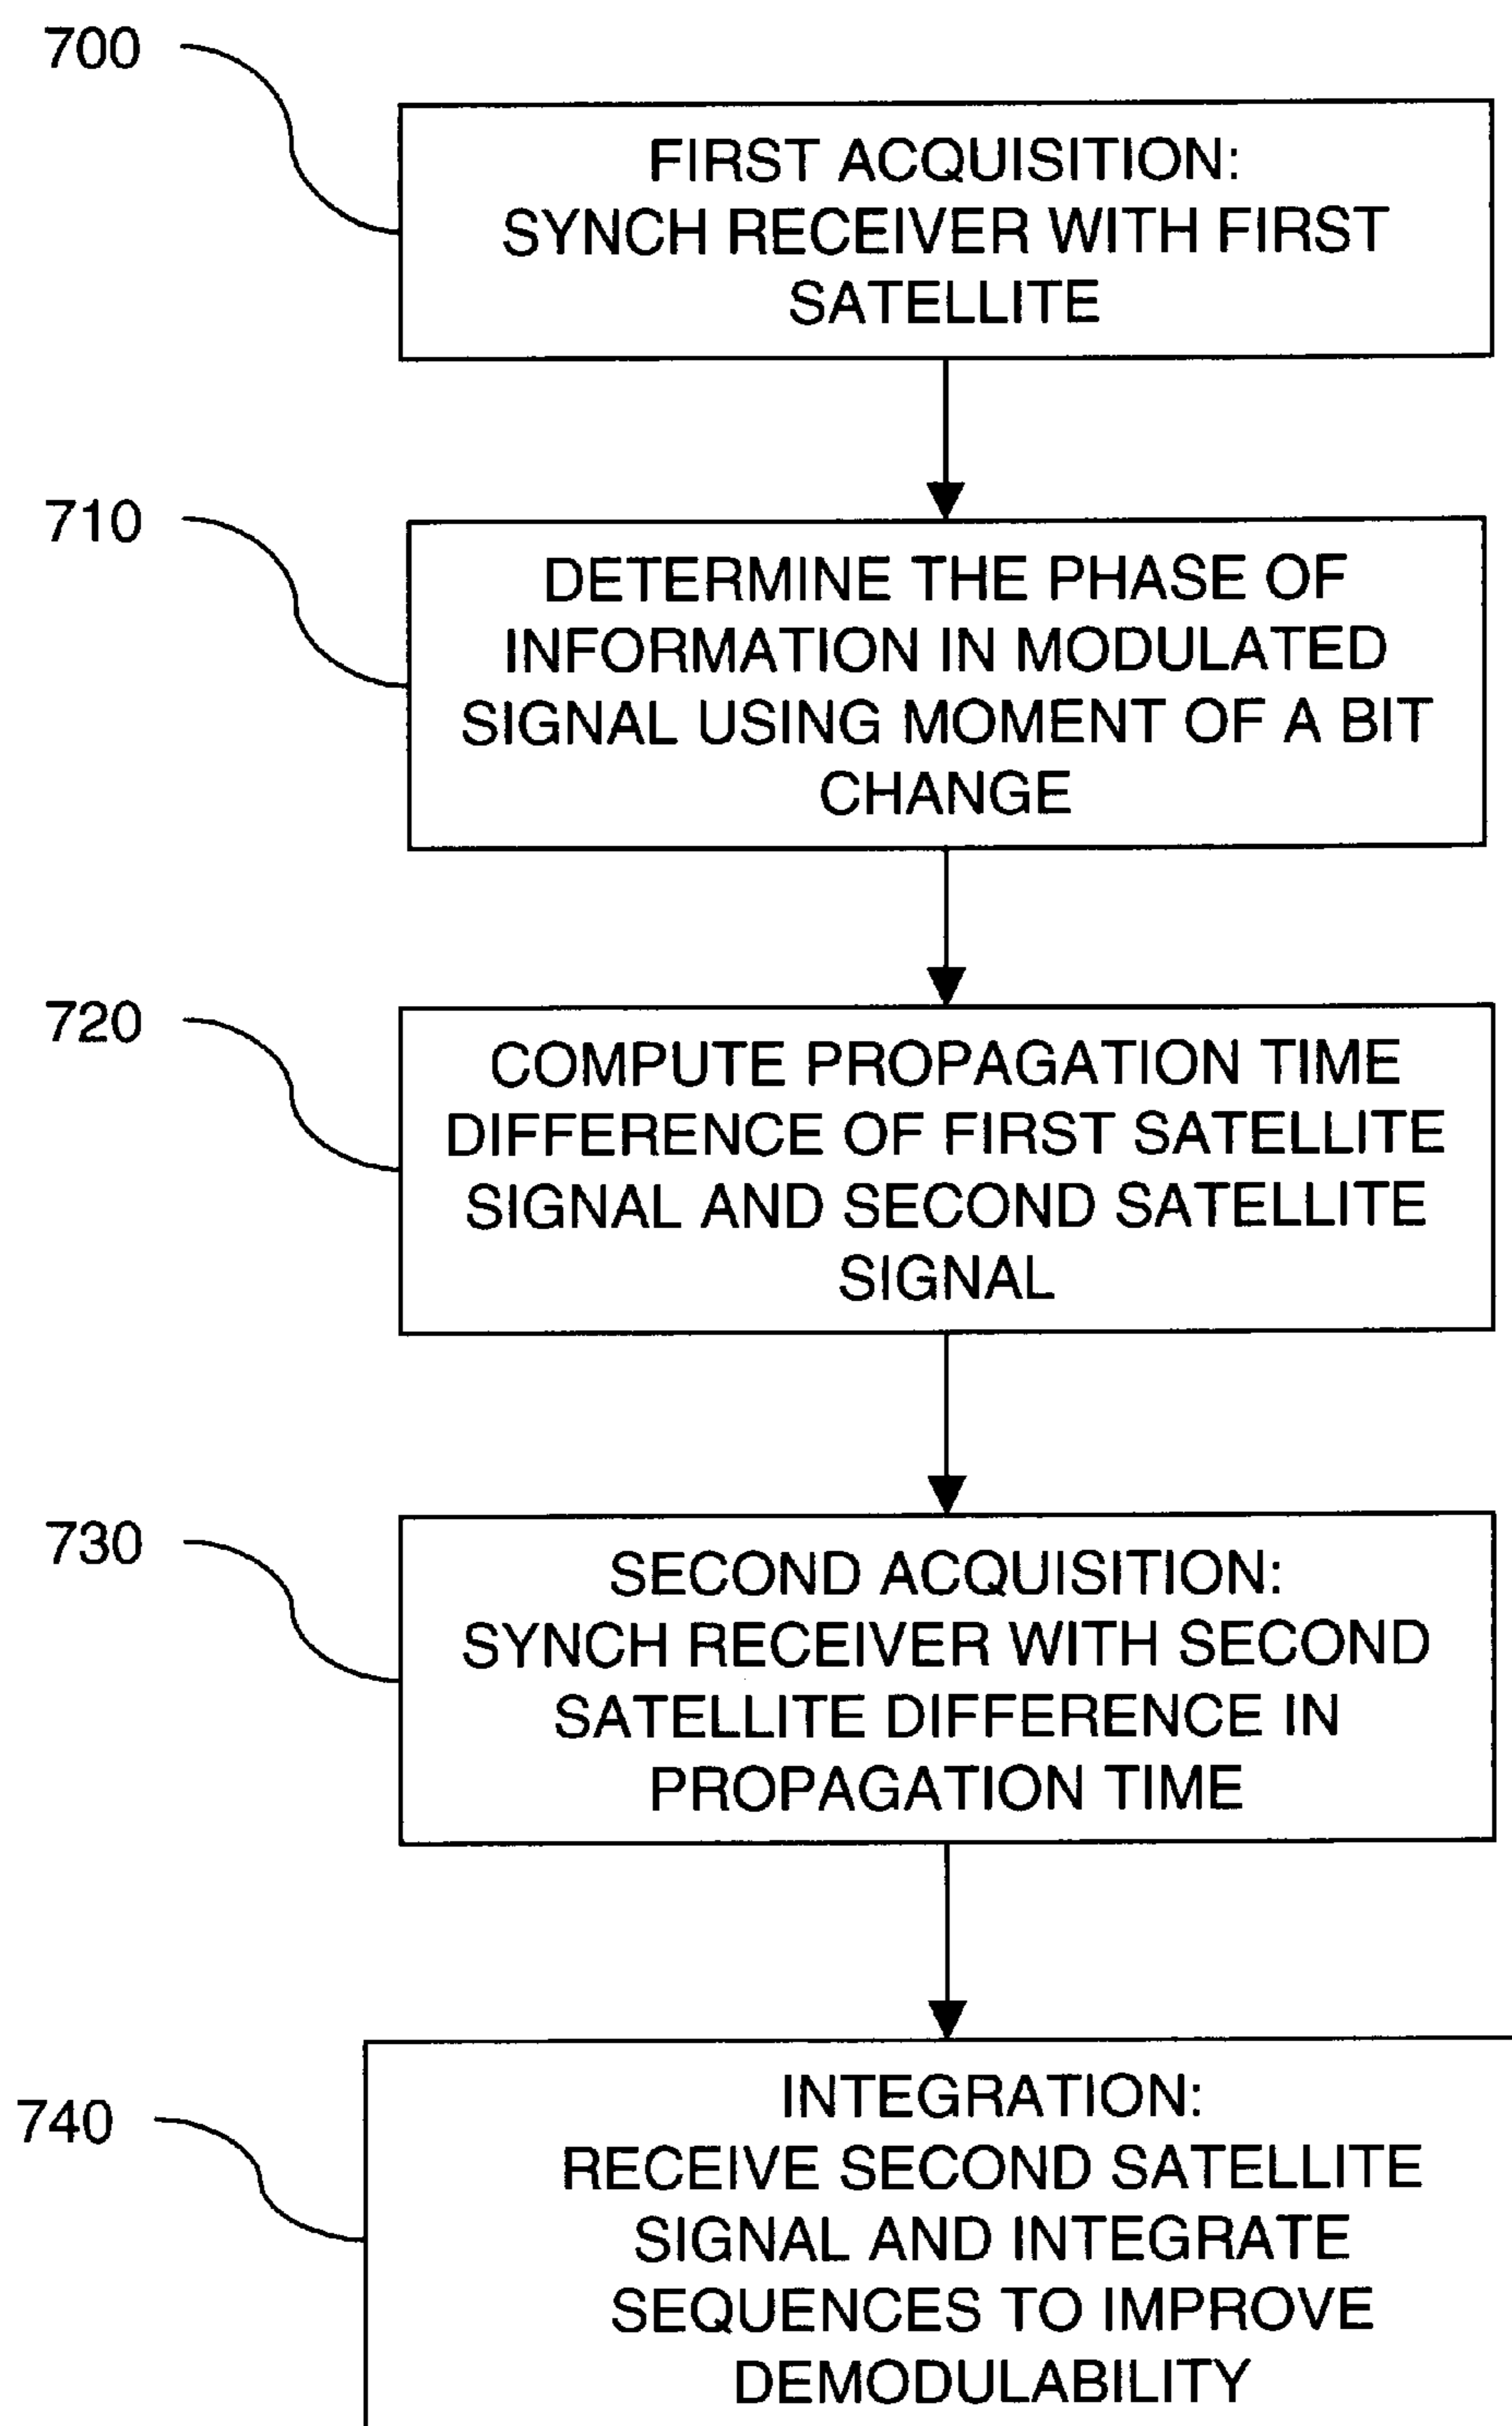 700
FIRST ACQUISITION:
SYNCH RECEIVER WITH FIRST
SATELLITE
710
DETERMINE THE PHASE OF
INFORMATION IN MODULATED
SIGNAL USING MOMENT OF A BIT
CHANGE
720
COMPUTE PROPAGATION TIME
DIFFERENCE OF FIRST SATELLITE
SIGNAL AND SECOND SATELLITE
SIGNAL
730
SECOND ACQUISITION:
SYNCH RECEIVER WITH SECOND
SATELLITE DIFFERENCE IN
PROPAGATION TIME
740
INTEGRATION:
RECEIVE SECOND SATELLITE
SIGNAL AND INTEGRATE
SEQUENCES TO IMPROVE
DEMODULABILITY